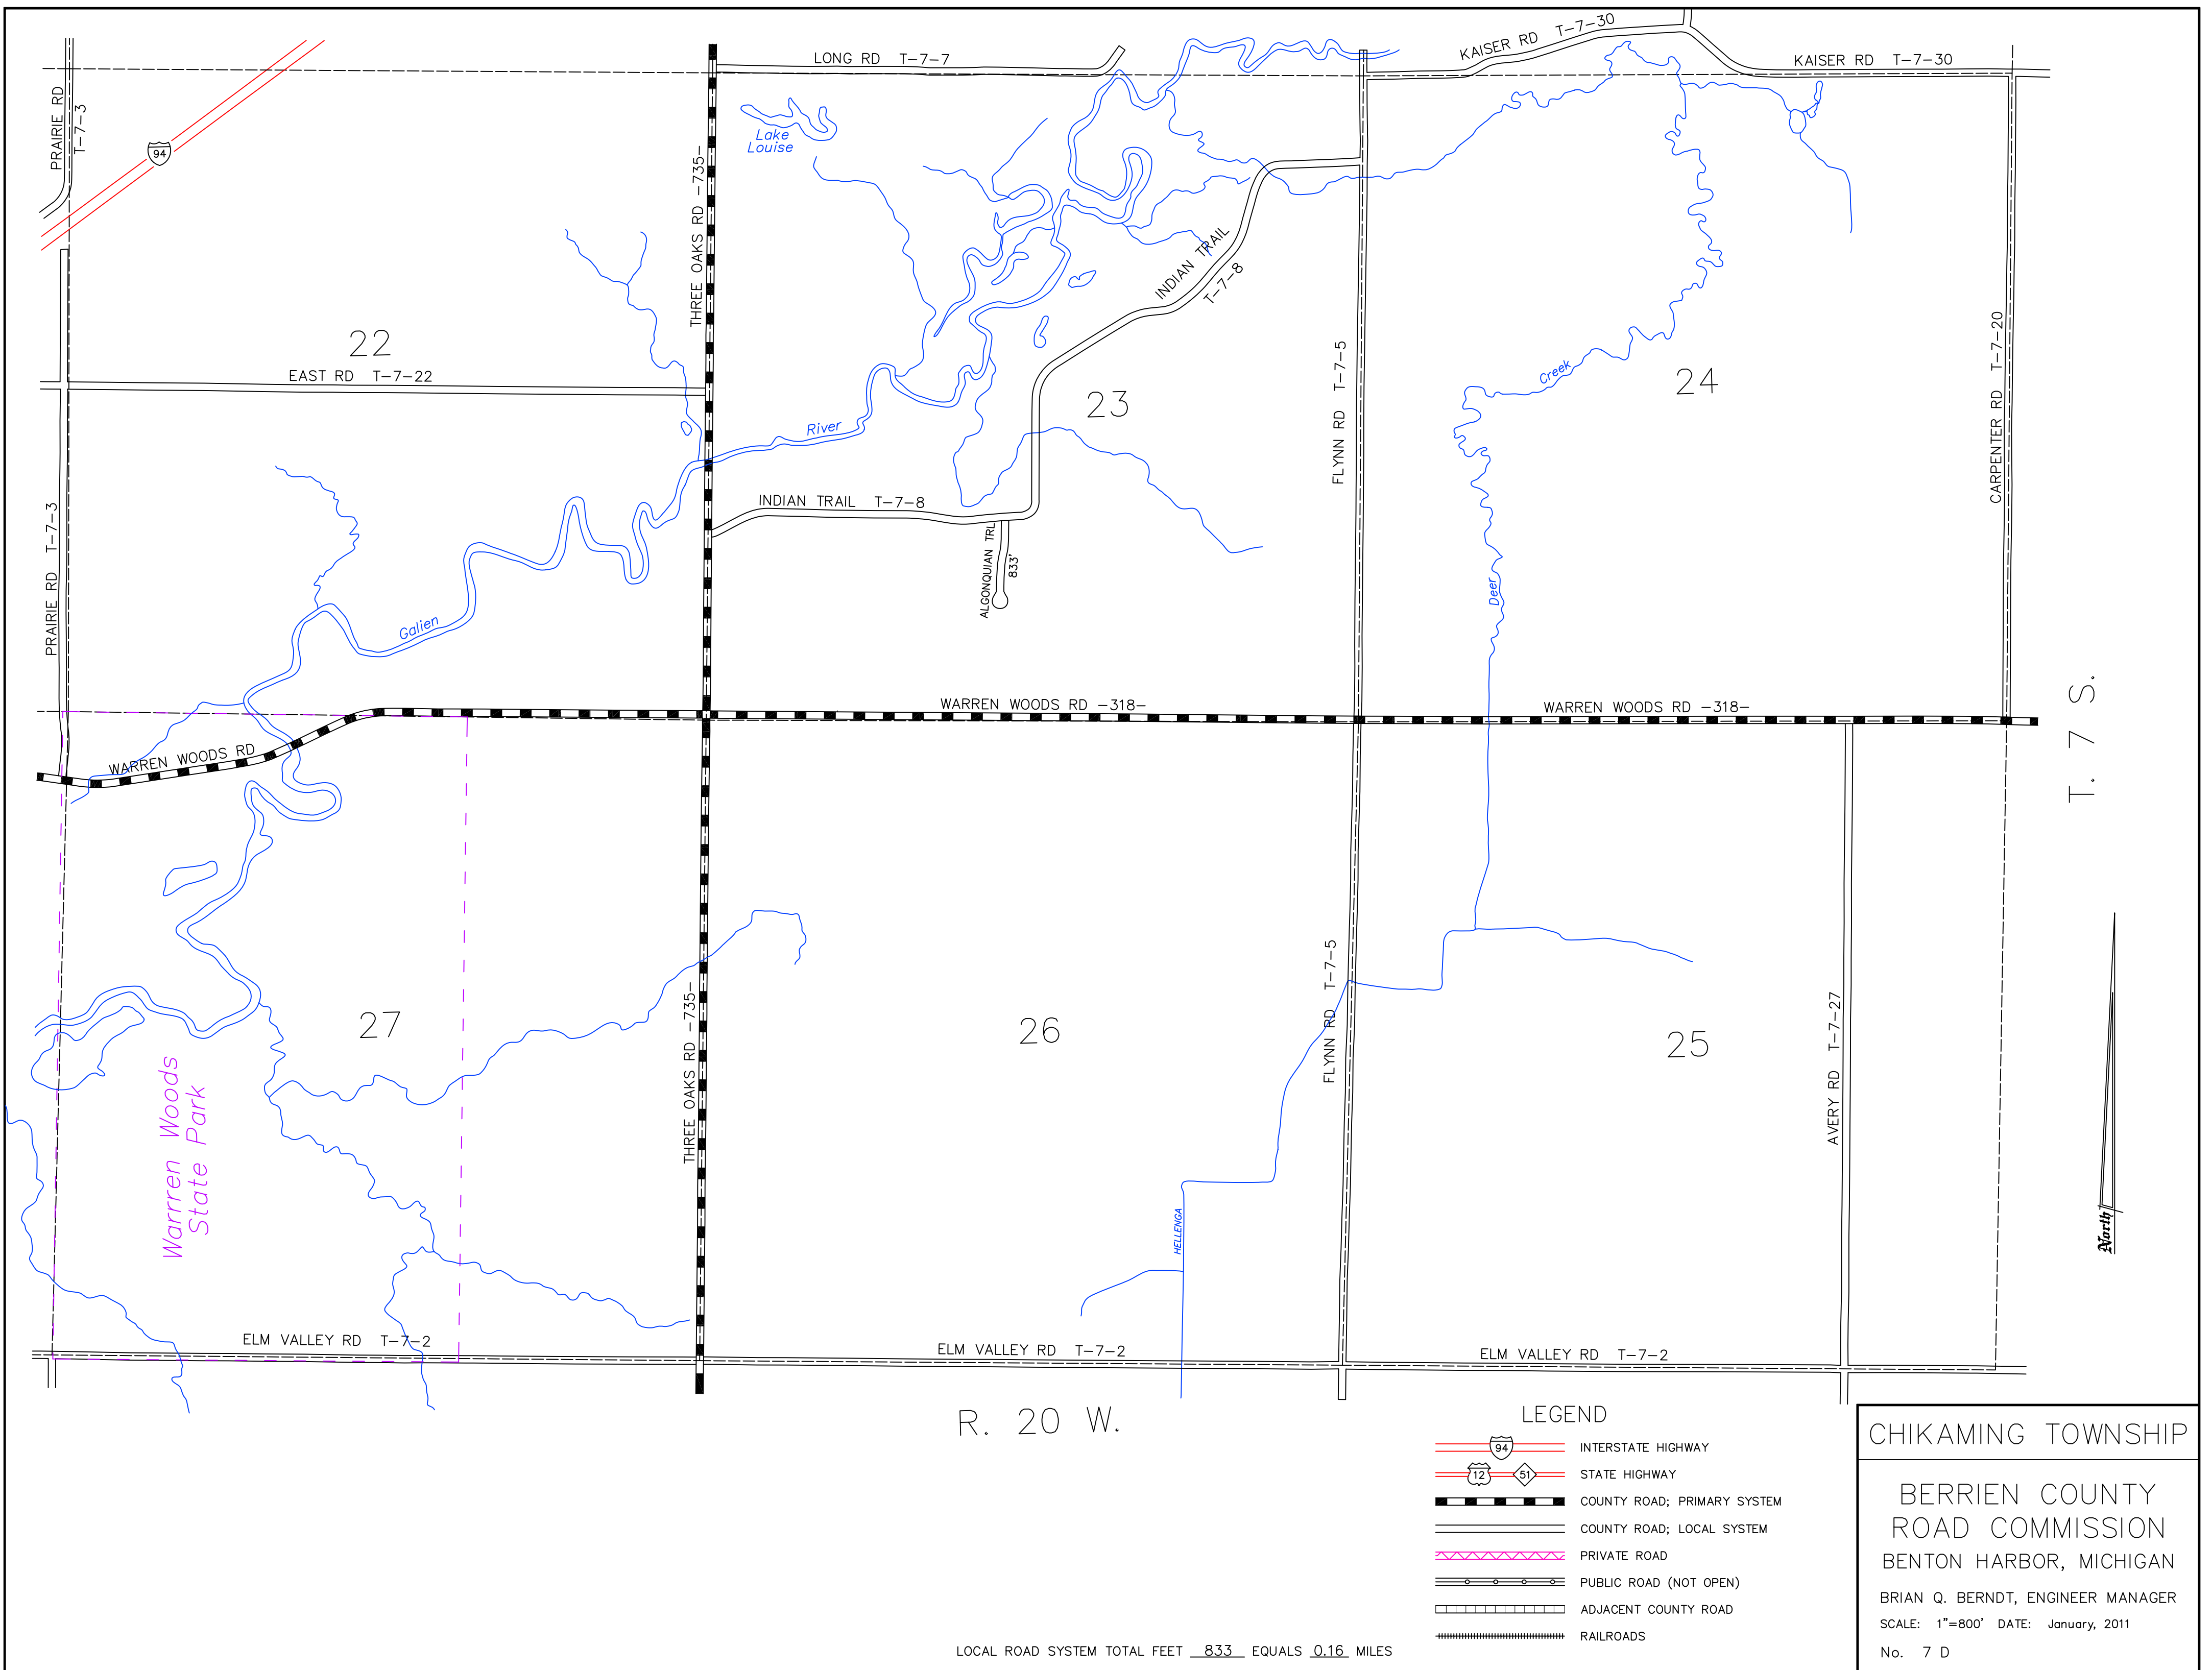 LONG RD T-7-7
KAISER RD T-7-30
KAISER RD T-7-30
PRAIRIE RD
T-7-3
94
Lake
Louise
THREE OAKS RD -735-
INDIAN TRAIL
T-7-8
22
EAST RD T-7-22
23
FLYNN RD T-7-5
Creek
24
CARPENTER RD T-7-20
River
INDIAN TRAIL T-7-8
ALGONQUIAN TRL
833'
PRAIRIE RD T-7-3
Galien
Deer
WARREN WOODS RD -318-
WARREN WOODS RD -318-
WARREN WOODS RD
T. 7 S.
27
26
25
THREE OAKS RD -735-
FLYNN RD T-7-5
AVERY RD T-7-27
Warrren Woods
State Park
HELLENGA
North
ELM VALLEY RD T-7-2
ELM VALLEY RD T-7-2
ELM VALLEY RD T-7-2
R. 20 W.
LEGEND
94 INTERSTATE HIGHWAY
12 51 STATE HIGHWAY
COUNTY ROAD; PRIMARY SYSTEM
COUNTY ROAD; LOCAL SYSTEM
PRIVATE ROAD
PUBLIC ROAD (NOT OPEN)
ADJACENT COUNTY ROAD
RAILROADS
LOCAL ROAD SYSTEM TOTAL FEET 833 EQUALS 0.16 MILES
CHIKAMING TOWNSHIP
BERRIEN COUNTY
ROAD COMMISSION
BENTON HARBOR, MICHIGAN
BRIAN Q. BERNDT, ENGINEER MANAGER
SCALE: 1"=800' DATE: January, 2011
No. 7 D